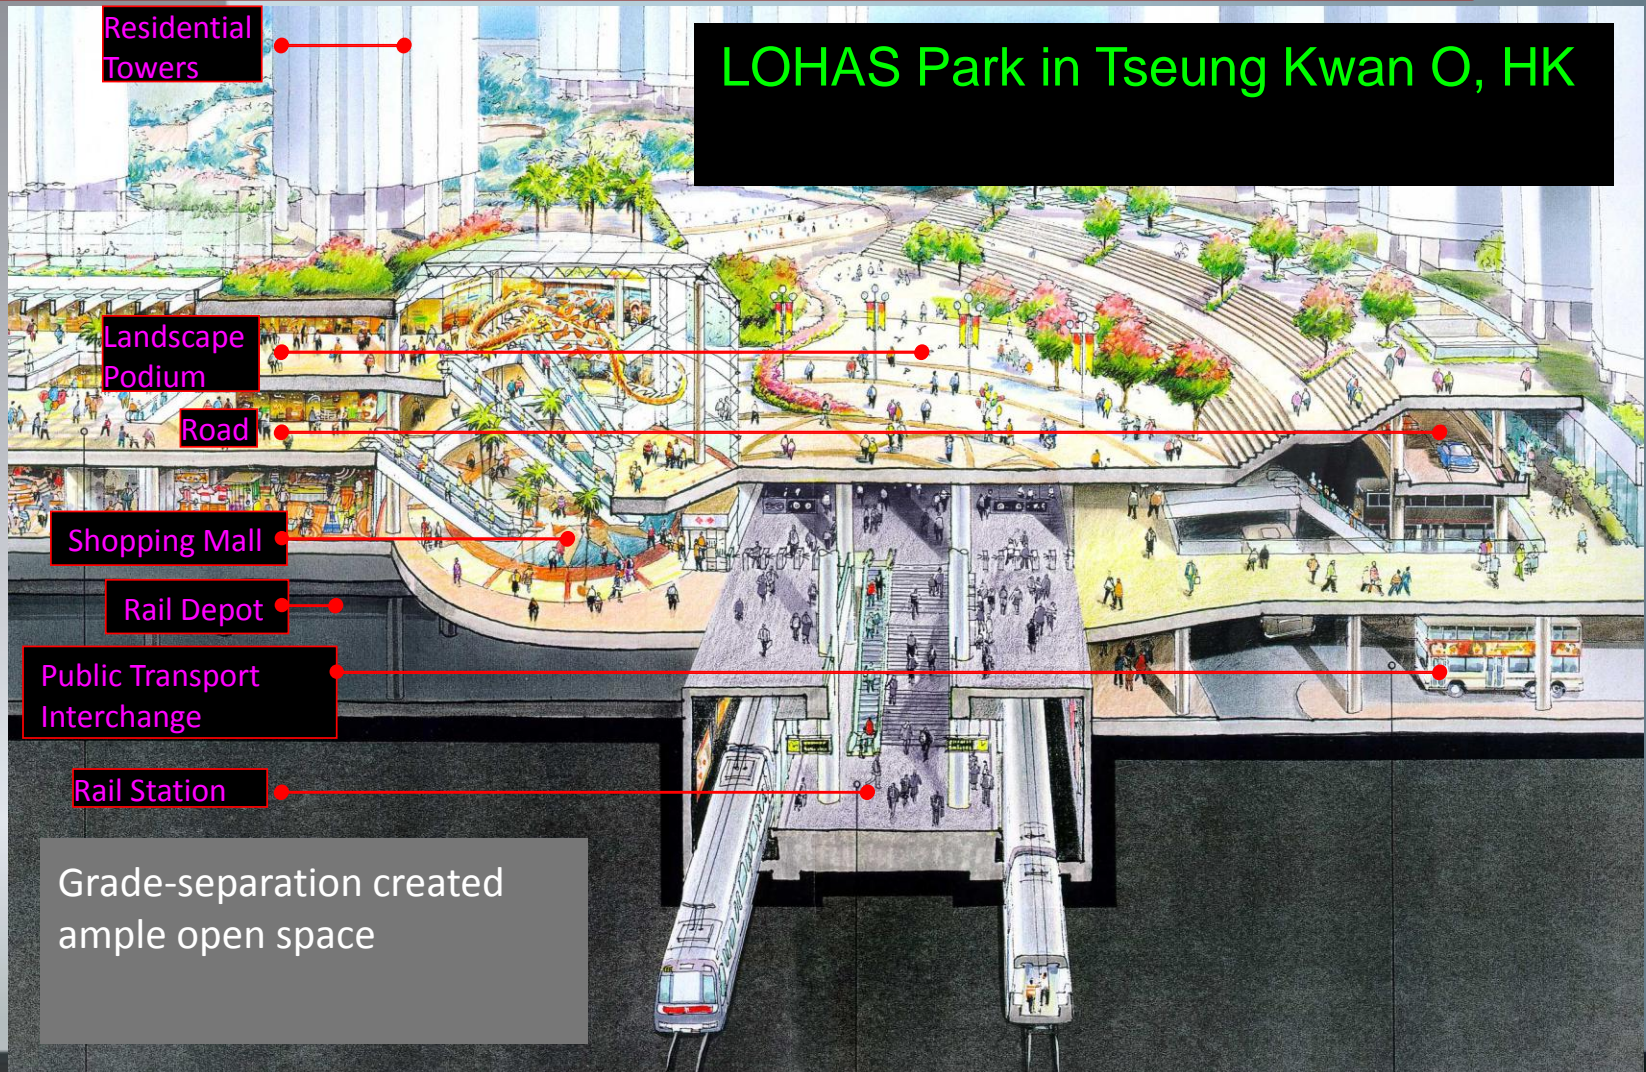 Residential
Towers
LOHAS Park in Tseung Kwan O, HK
Landscape
Podium
Road
Shopping Mall
Rail Depot
Public Transport
Interchange
Rail Station
Grade-separation created
ample open space